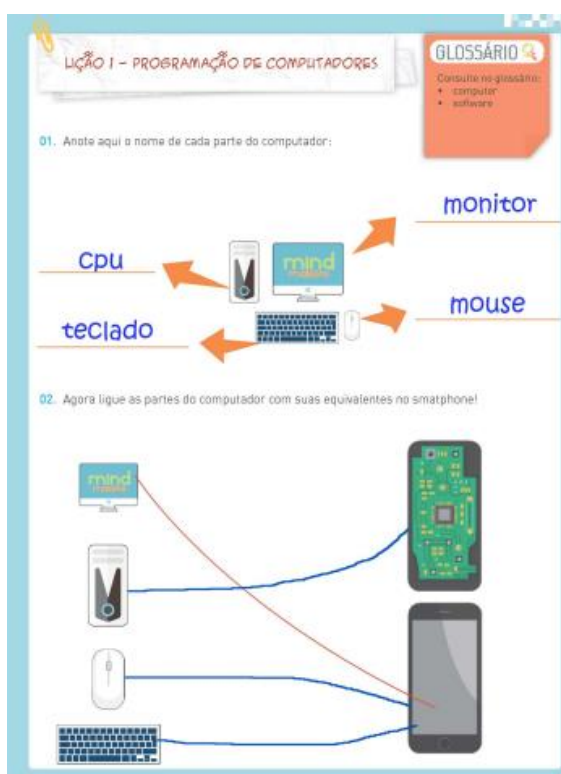 LIÇÃO 1 - PROGRAMAÇÃO DE COMPUTADORES
GLOSSÁRIO
Consulte no glossário:
• computer
• software
01. Anote aqui o nome de cada parte do computador:
monitor
cpu
mind
makers
mouse
teclado
02. Agora ligue as partes do computador com suas equivalentes no smatphone!
mind
makers